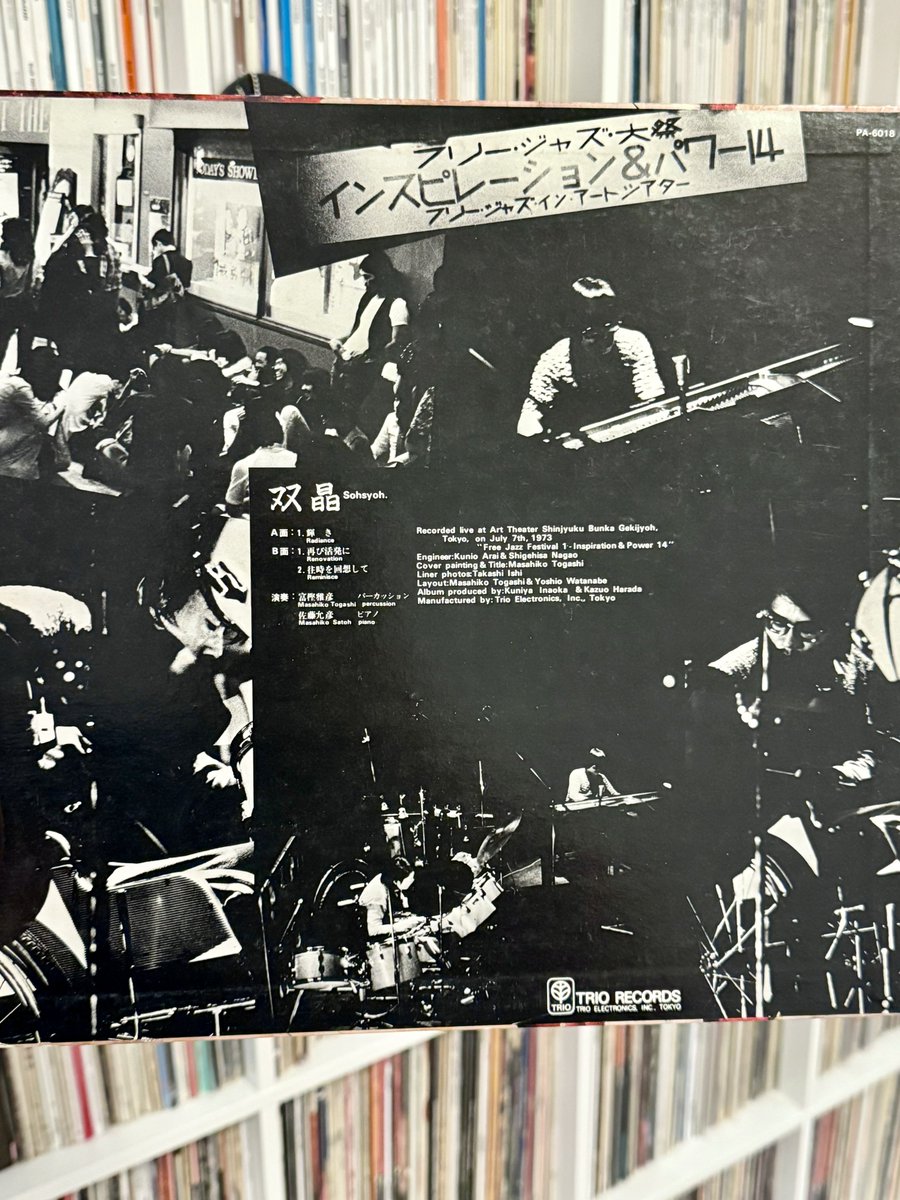 T THE
TODAY'S SHOWI
フリー・ジャズ・大祭
インスピレーション&パワー14
フリー・ジャズ・イン・アートシアター
PA-6018
双晶 Sohsyoh.
A面:1. 輝き
Radiance
B面:1. 再び活発に
Renovation
2. 往時を回想して
Reminisce
演奏:富樫雅彦 パーカッション
Masahiko Togashi percussion
佐藤允彦 ピアノ
Masahiko Satoh piano
Recorded live at Art Theater Shinjyuku Bunka Gekijyoh,
Tokyo, on July 7th, 1973
"Free Jazz Festival 1-Inspiration & Power 14"
Engineer:Kunio Arai & Shigehisa Nagao
Cover painting & Title:Masahiko Togashi
Liner photos:Takashi Ishi
Layout:Masahiko Togashi & Yoshio Watanabe
Album produced by:Kuniya Inaoka & Kazuo Harada
Manufactured by:Trio Electronics, Inc., Tokyo
TRIO
TRIO RECORDS
TRIO ELECTRONICS, INC., TOKYO